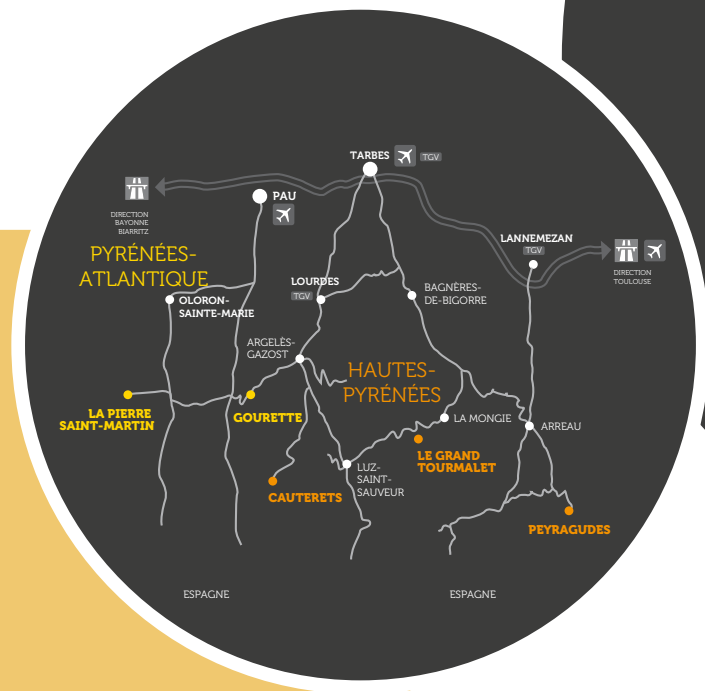 TARBES
TGV
PAU
DIRECTION
BAYONNE
BIARRITZ
LANNEMEZAN
TGV
DIRECTION
TOULOUSE
PYRÉNÉES-
ATLANTIQUE
LOURDES
TGV
BAGNÈRES-
DE-BIGORRE
OLORON-
SAINTE-MARIE
ARGELÈS-
GAZOST
HAUTES-
PYRÉNÉES
LA PIERRE
SAINT-MARTIN
GOURETTE
LA MONGIE
ARREAU
LE GRAND
TOURMALET
LUZ-
SAINT-
SAUVEUR
CAUTERETS
PEYRAGUDES
ESPAGNE
ESPAGNE